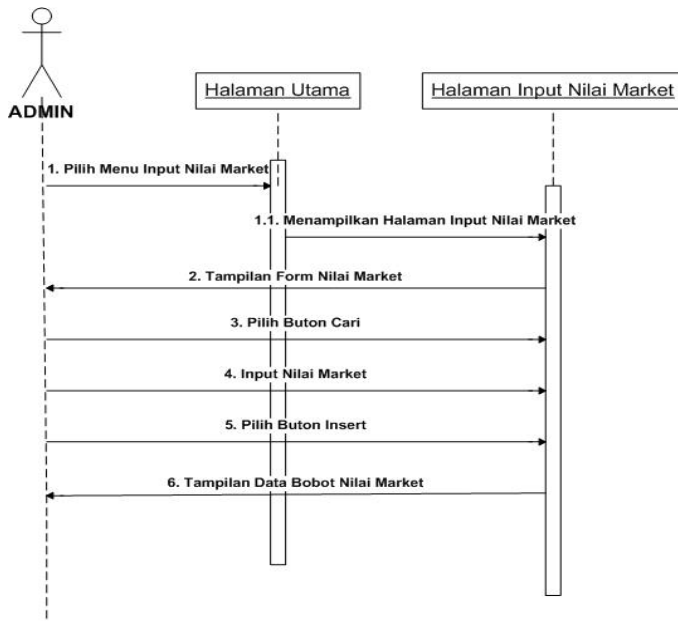 ADMIN
Halaman Utama
Halaman Input Nilai Market
1. Pilih Menu Input Nilai Market
1.1. Menampilkan Halaman Input Nilai Market
2. Tampilan Form Nilai Market
3. Pilih Buton Cari
4. Input Nilai Market
5. Pilih Buton Insert
6. Tampilan Data Bobot Nilai Market